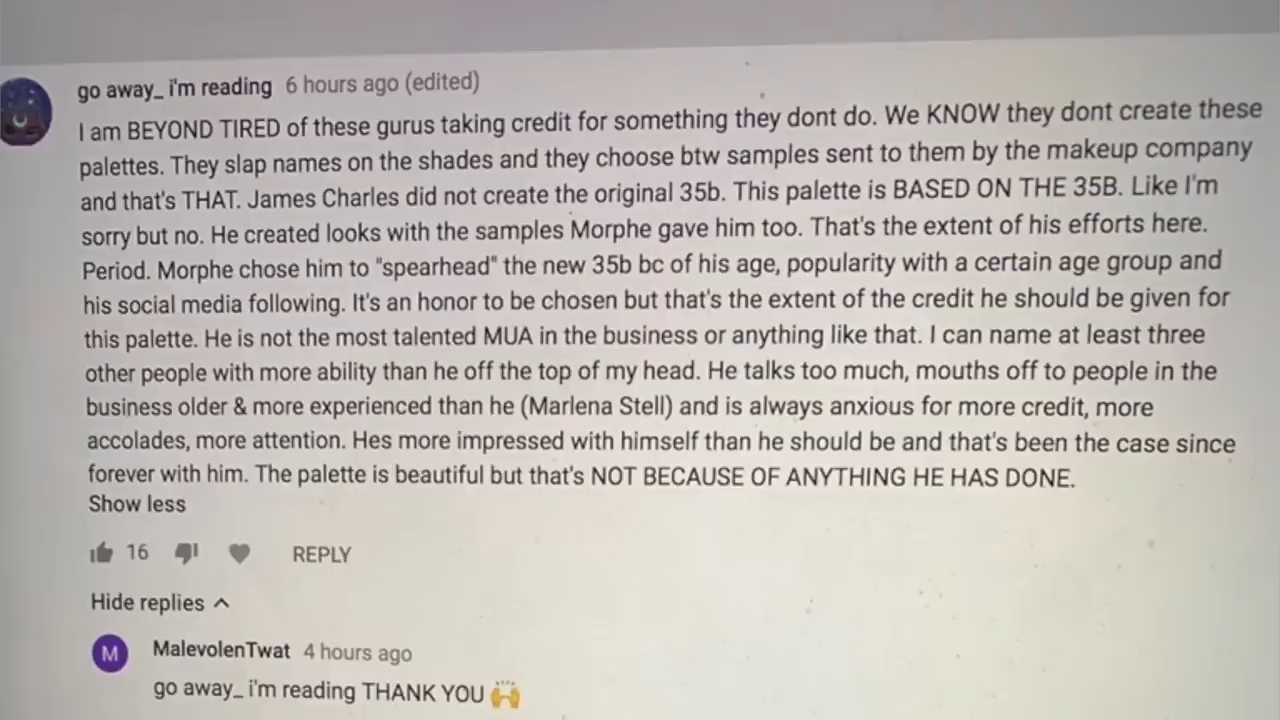 go away_ i'm reading 6 hours ago (edited)
I am BEYOND TIRED of these gurus taking credit for something they dont do. We KNOW they dont create these
palettes. They slap names on the shades and they choose btw samples sent to them by the makeup company
and that's THAT. James Charles did not create the original 35b. This palette is BASED ON THE 35B. Like I'm
sorry but no. He created looks with the samples Morphe gave him too. That's the extent of his efforts here.
Period. Morphe chose him to "spearhead" the new 35b bc of his age, popularity with a certain age group and
his social media following. It's an honor to be chosen but that's the extent of the credit he should be given for
this palette. He is not the most talented MUA in the business or anything like that. I can name at least three
other people with more ability than he off the top of my head. He talks too much, mouths off to people in the
business older & more experienced than he (Marlena Stell) and is always anxious for more credit, more
accolades, more attention. Hes more impressed with himself than he should be and that's been the case since
forever with him. The palette is beautiful but that's NOT BECAUSE OF ANYTHING HE HAS DONE.
Show less
16 REPLY
Hide replies
M MalevolenTwat 4 hours ago
go away_ i'm reading THANK YOU 🙌